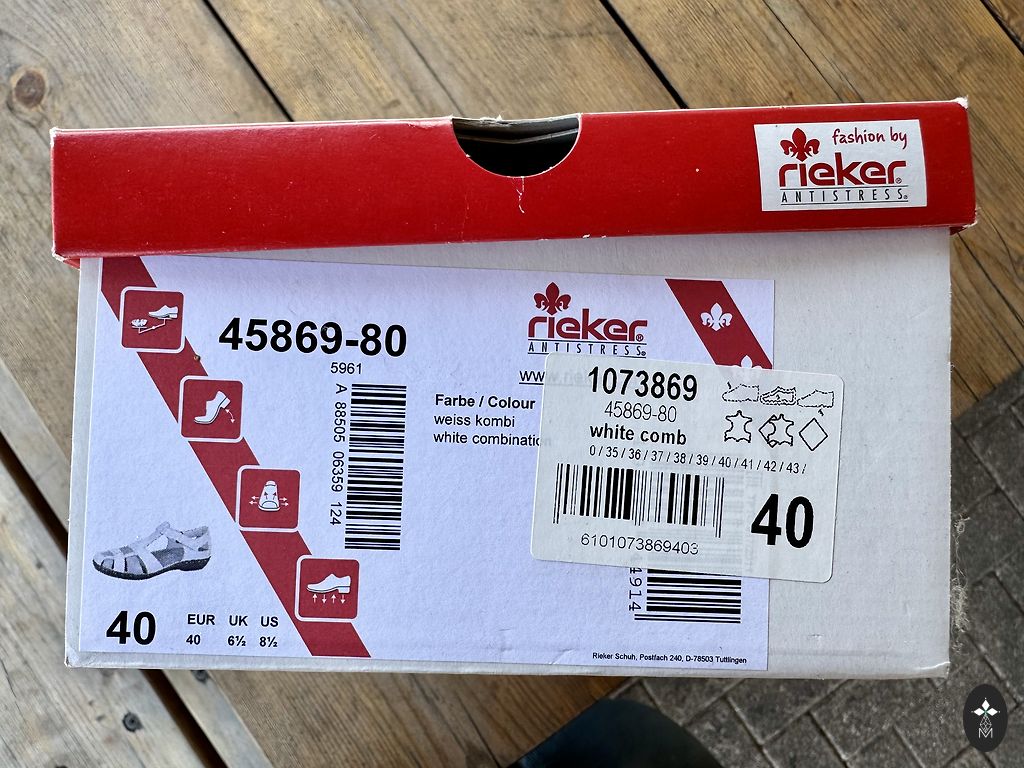 fashion by
rieker®
ANTISTRESS®
45869-80
5961
A 88505 06359 124
rieker®
ANTISTRESS®
Farbe / Colour
weiss kombi
white combinatio
1073869
45869-80
white comb
0 / 35 / 36 / 37 / 38 / 39 / 40 / 41 / 42 / 43 /
6101073869403
40
4914
40
EUR UK US
40 6½ 8½
Rieker Schuh, Postfach 240, D-78503 Tuttlingen
M